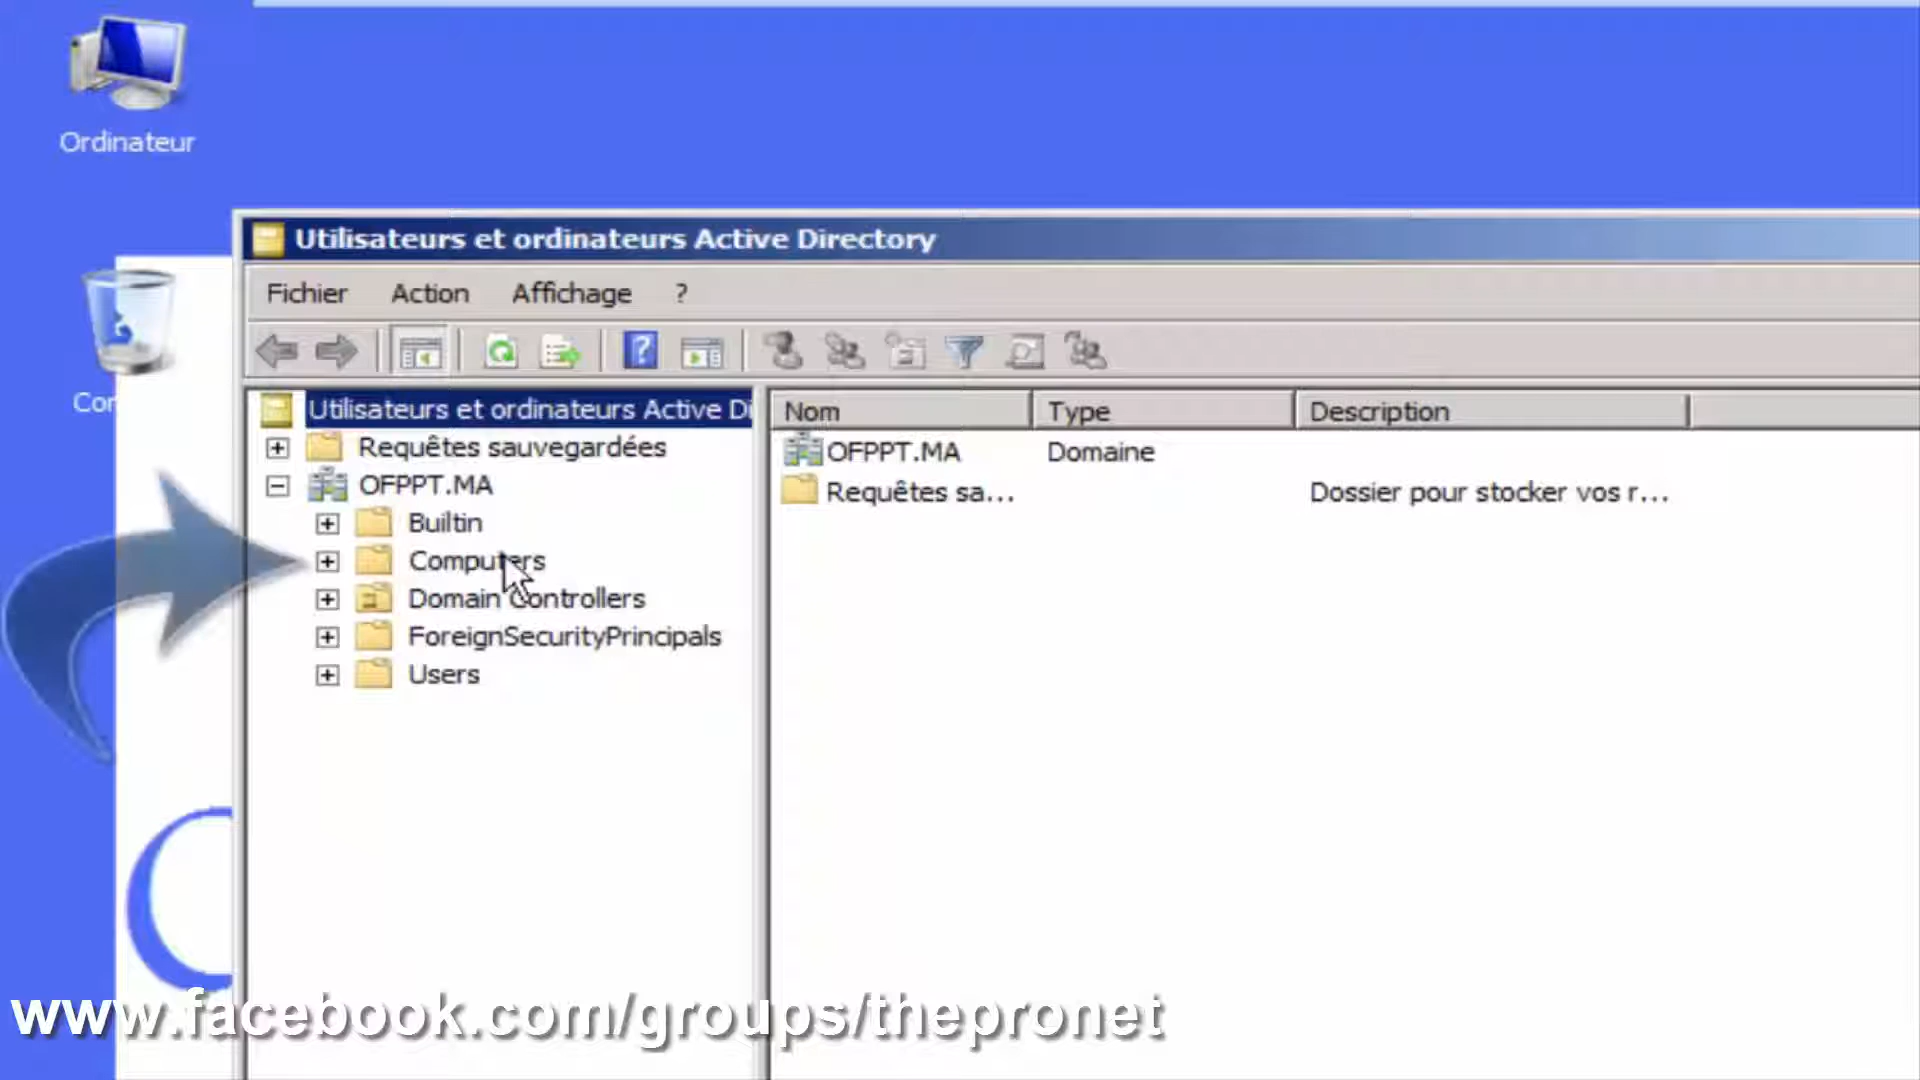 Ordinateur
Utilisateurs et ordinateurs Active Directory
Fichier Action Affichage ?
Utilisateurs et ordinateurs Active Di
Requêtes sauvegardées
OFPPT.MA
Builtin
Computers
Domain Controllers
ForeignSecurityPrincipals
Users
Nom Type Description
OFPPT.MA Domaine
Requêtes sa... Dossier pour stocker vos r...
Cor
www.facebook.com/groups/thepronet